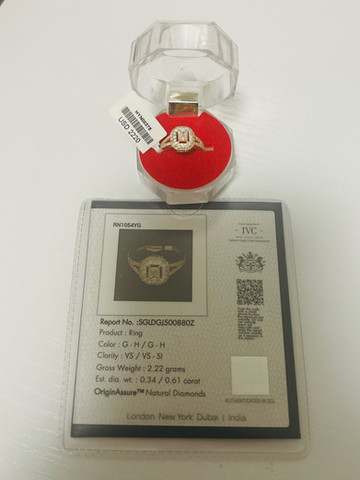 USD 2220
RN1054YG
JVC
Report No. :SGLDGJ500880Z
Product : Ring
Color : G - H / G - H
Clarity : VS / VS - SI
Gross Weight : 2.22 grams
Est. dia. wt. : 0.34 / 0.61 carat
OriginAssure™ Natural Diamonds
London | New York | Dubai | India